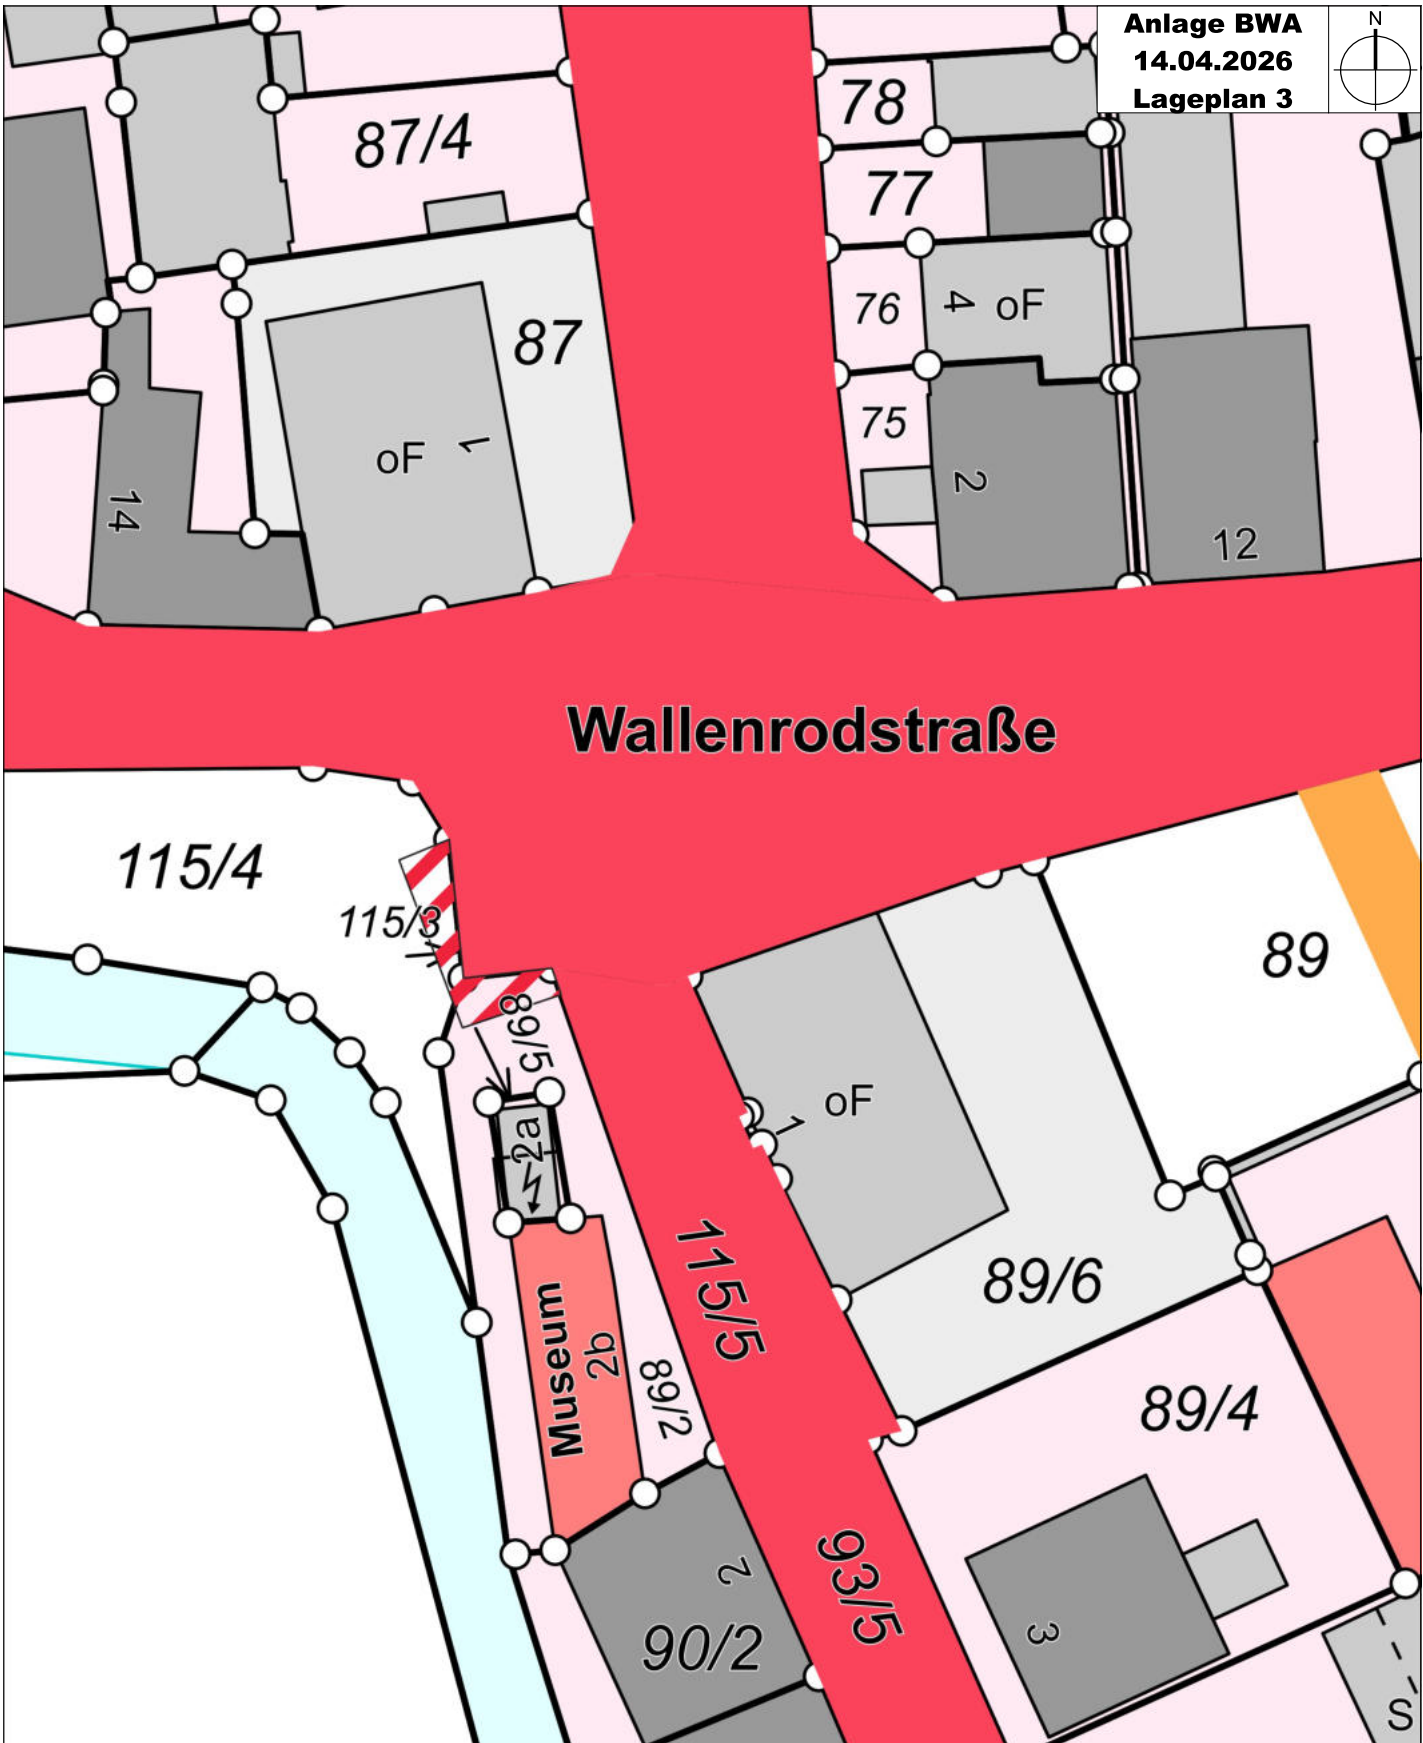 Anlage BWA
14.04.2026
Lageplan 3
N
87/4
78
77
87
76
4
oF
75
oF
1
2
14
12
Wallenrodstraße
115/4
115/3
89
89/5
oF
1
2a
115/5
89/6
Museum
2b
89/2
89/4
2
93/5
90/2
3
S